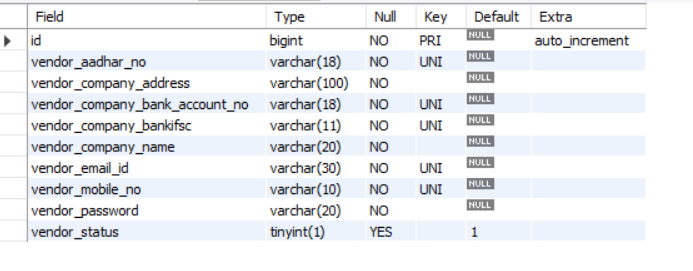 Field Type Null Key Default Extra
id bigint NO PRI NULL auto_increment
vendor_aadhar_no varchar(18) NO UNI NULL
vendor_company_address varchar(100) NO NULL
vendor_company_bank_account_no varchar(18) NO UNI NULL
vendor_company_bankifsc varchar(11) NO UNI NULL
vendor_company_name varchar(20) NO NULL
vendor_email_id varchar(30) NO UNI NULL
vendor_mobile_no varchar(10) NO UNI NULL
vendor_password varchar(20) NO NULL
vendor_status tinyint(1) YES 1